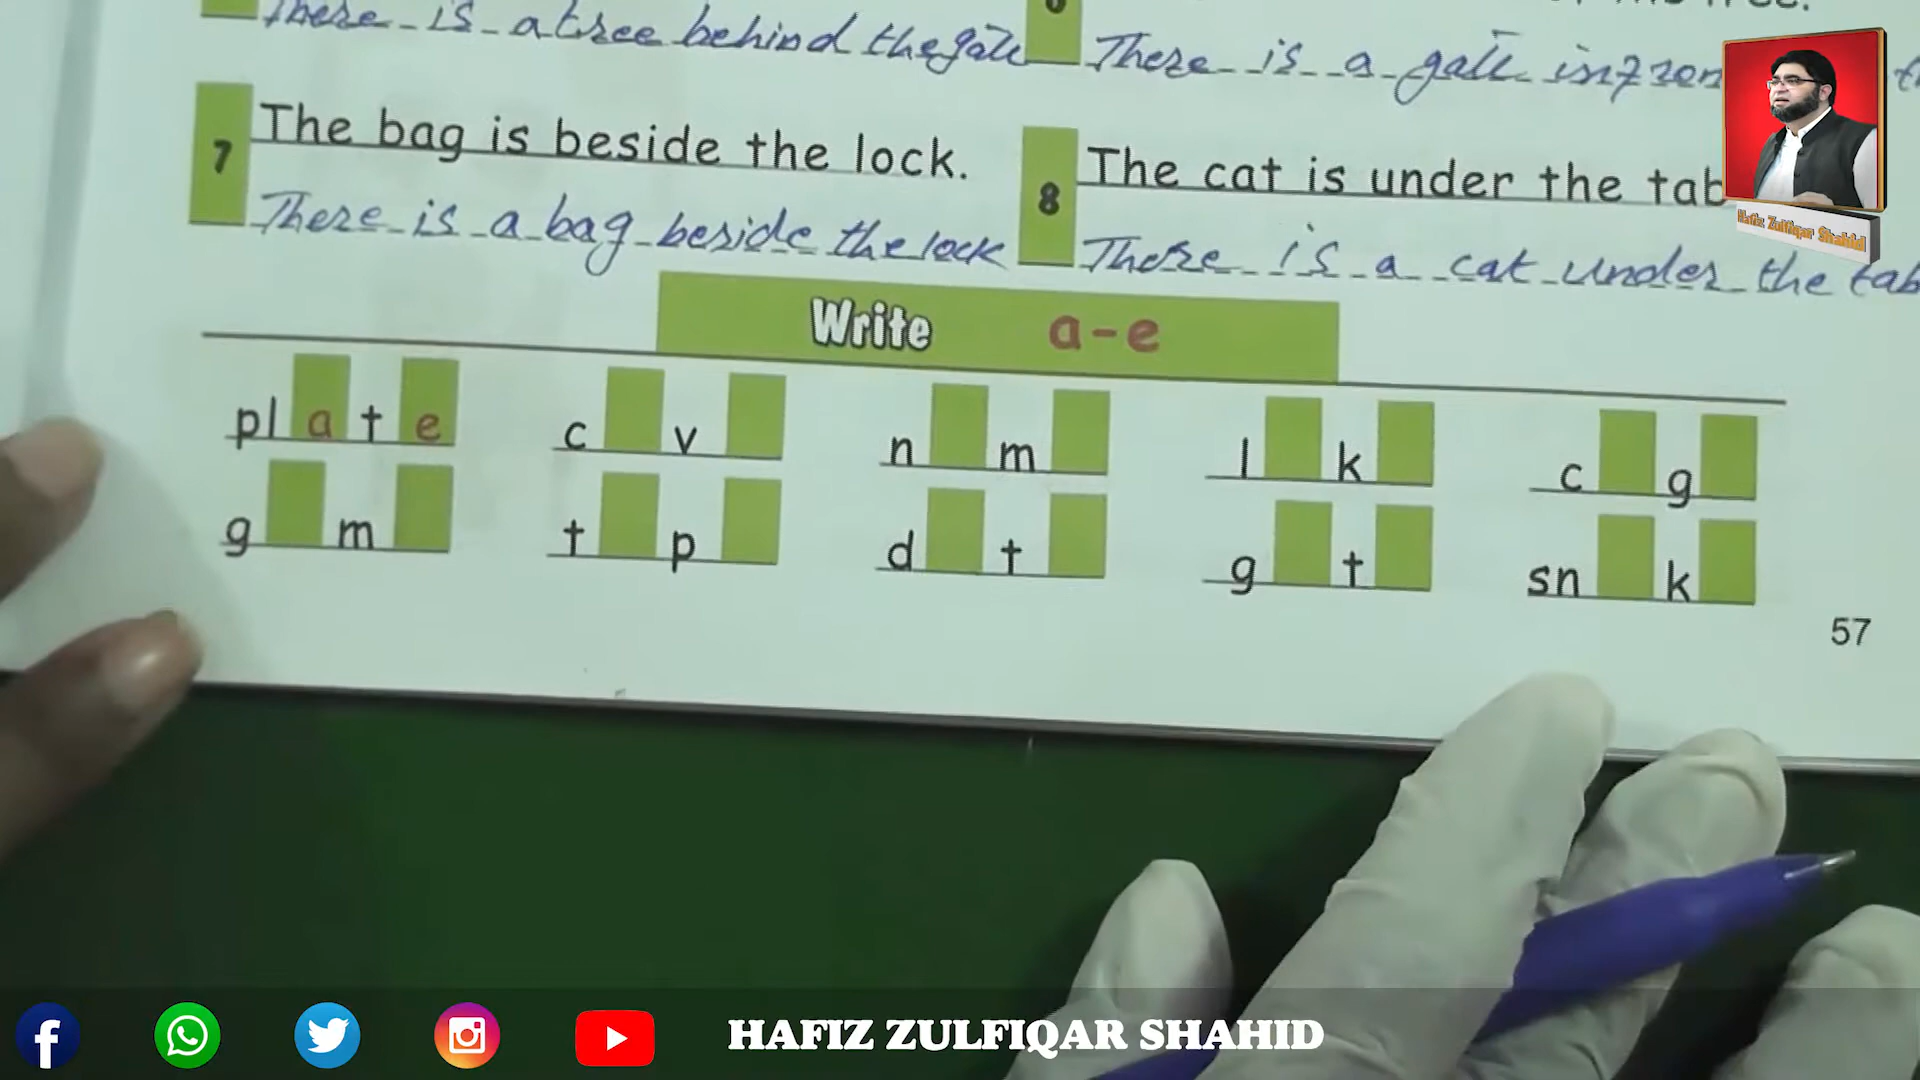 There is a tree behind the gate
There is a gate in fron
7 The bag is beside the lock.
There is a bag beside the lock
8 The cat is under the tab
There is a cat under the tab
Write a-e
pl a t e c v n m l k c g
g m t p d t g t sn k
57
Hafiz Zulfiqar Shahid
HAFIZ ZULFIQAR SHAHID